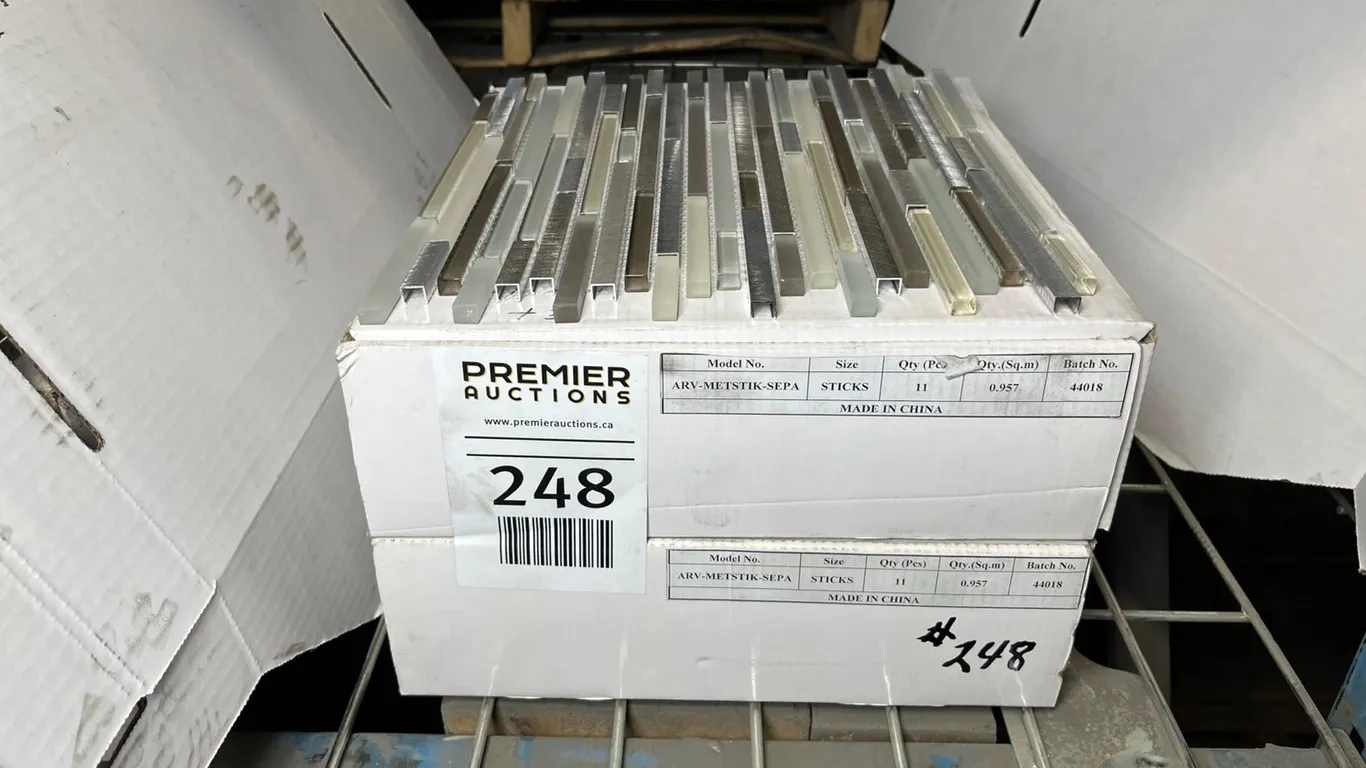 PREMIER
AUCTIONS
www.premierauctions.ca
248
Model No. Size Qty (Pcs Qty.(Sq.m) Batch No.
ARV-METSTIK-SEPA STICKS 11 0.957 44018
MADE IN CHINA
Model No. Size Qty (Pcs) Qty.(Sq.m) Batch No.
ARV-METSTIK-SEPA STICKS 11 0.957 44018
MADE IN CHINA
#248